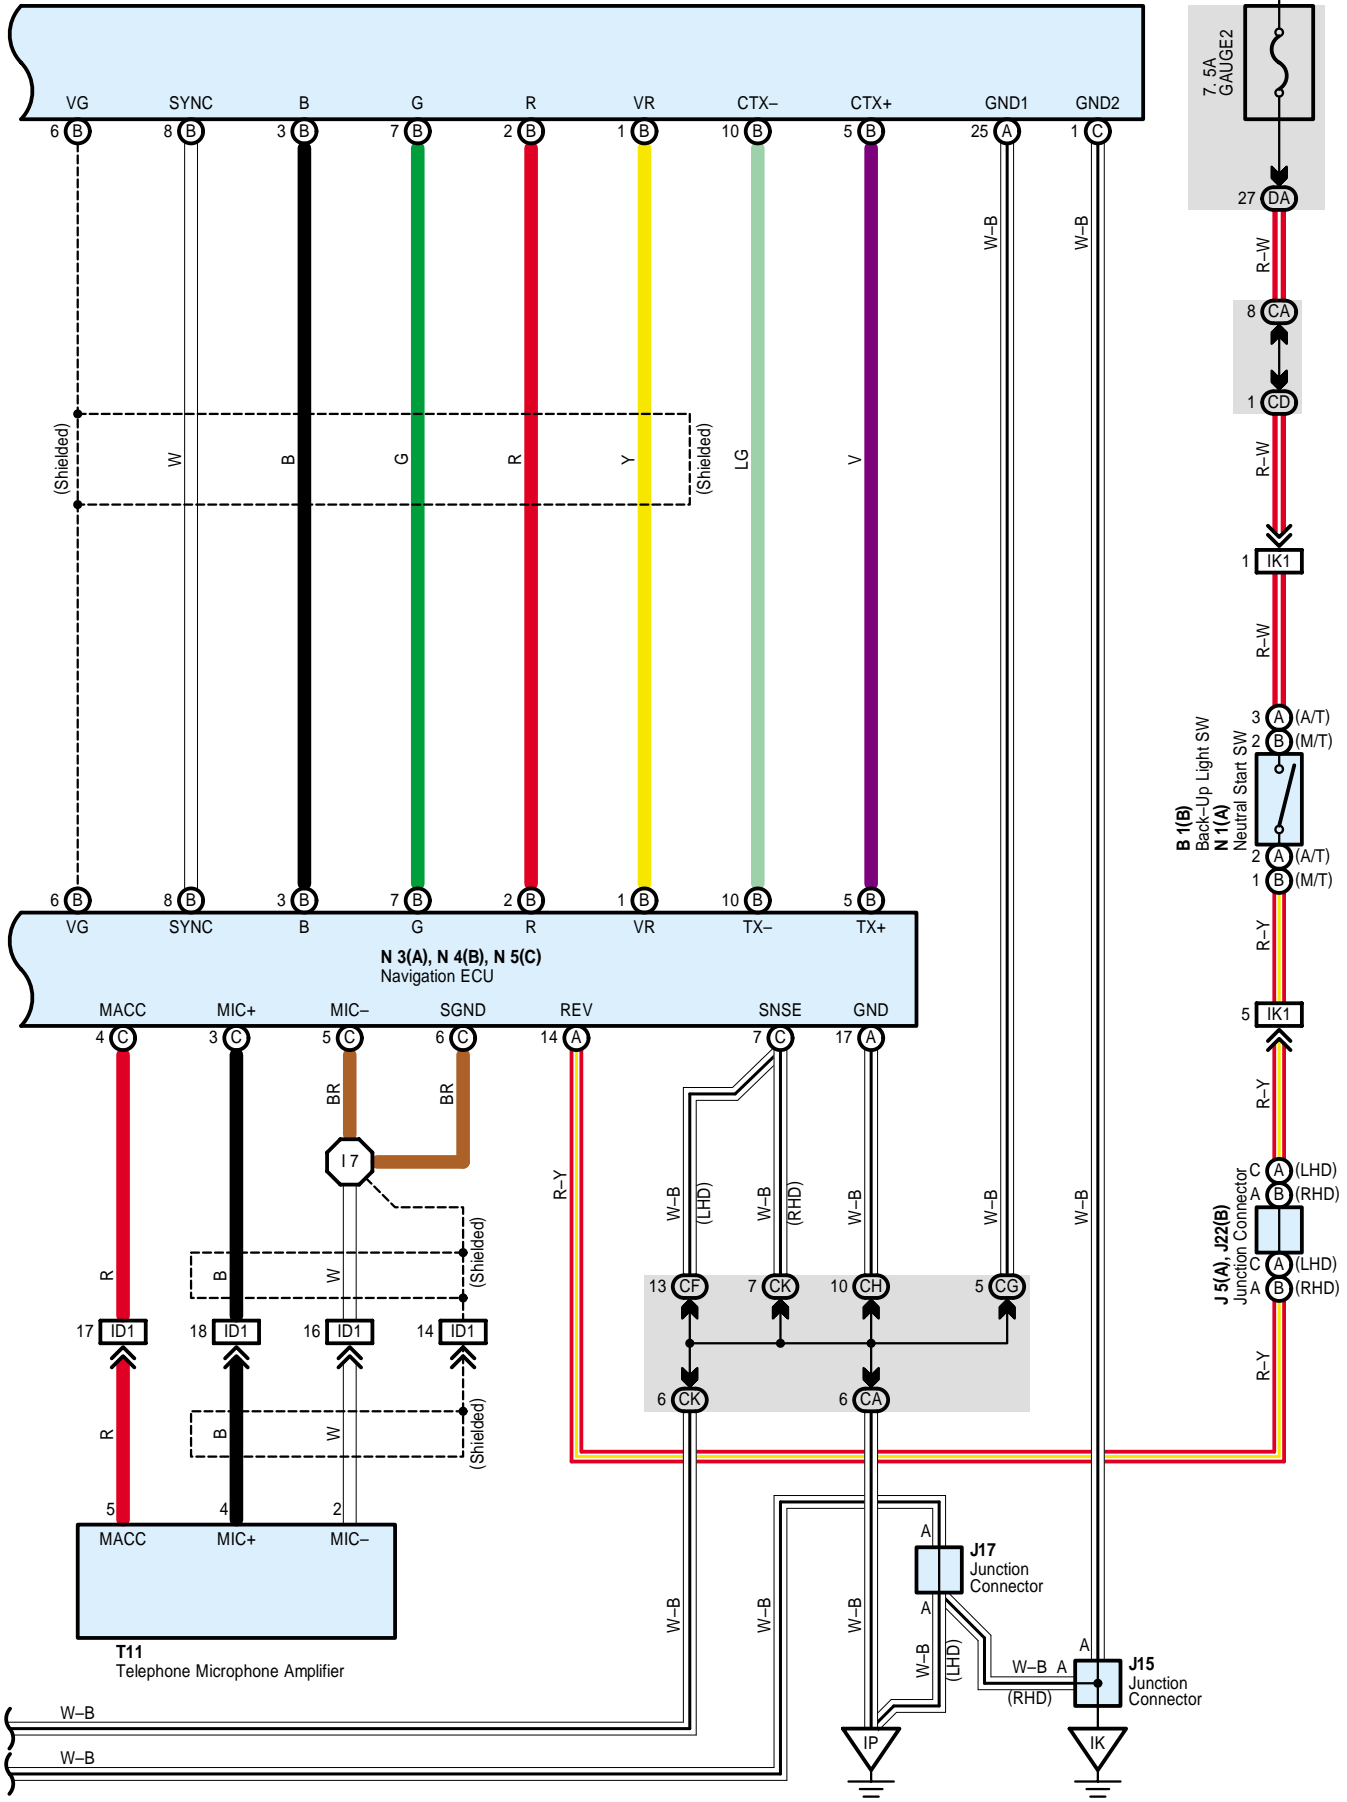 7. 5A
GAUGE2
VG SYNC B G R VR CTX– CTX+ GND1 GND2
6 B 8 B 3 B 7 B 2 B 1 B 10 B 5 B 25 A 1 C
27 DA
W–B W–B
R–W
8 CA
1 CD
(Shielded) W B G R Y (Shielded) LG V
R–W
1 IK1
R–W
3 A (A/T)
2 B (M/T)
B 1(B)
Back–Up Light SW
N 1(A)
Neutral Start SW
2 A (A/T)
1 B (M/T)
6 B 8 B 3 B 7 B 2 B 1 B 10 B 5 B
VG SYNC B G R VR TX– TX+
R–Y
N 3(A), N 4(B), N 5(C)
Navigation ECU
MACC MIC+ MIC– SGND REV SNSE GND
5 IK1
4 C 3 C 5 C 6 C 14 A 7 C 17 A
BR BR
R–Y
I 7
C A (LHD)
A B (RHD)
R–Y
W–B (LHD) W–B (RHD) W–B W–B W–B
J 5(A), J22(B)
Junction Connector
C A (LHD)
A B (RHD)
R B W (Shielded)
13 CF 7 CK 10 CH 5 CG
17 ID1 18 ID1 16 ID1 14 ID1
R–Y
6 CK 6 CA
R B W (Shielded)
5 4 2
MACC MIC+ MIC–
A
J17
Junction
Connector
A
W–B W–B W–B W–B (LHD)
T11
Telephone Microphone Amplifier
A
W–B A
(RHD)
J15
Junction
Connector
W–B
IP IK
W–B